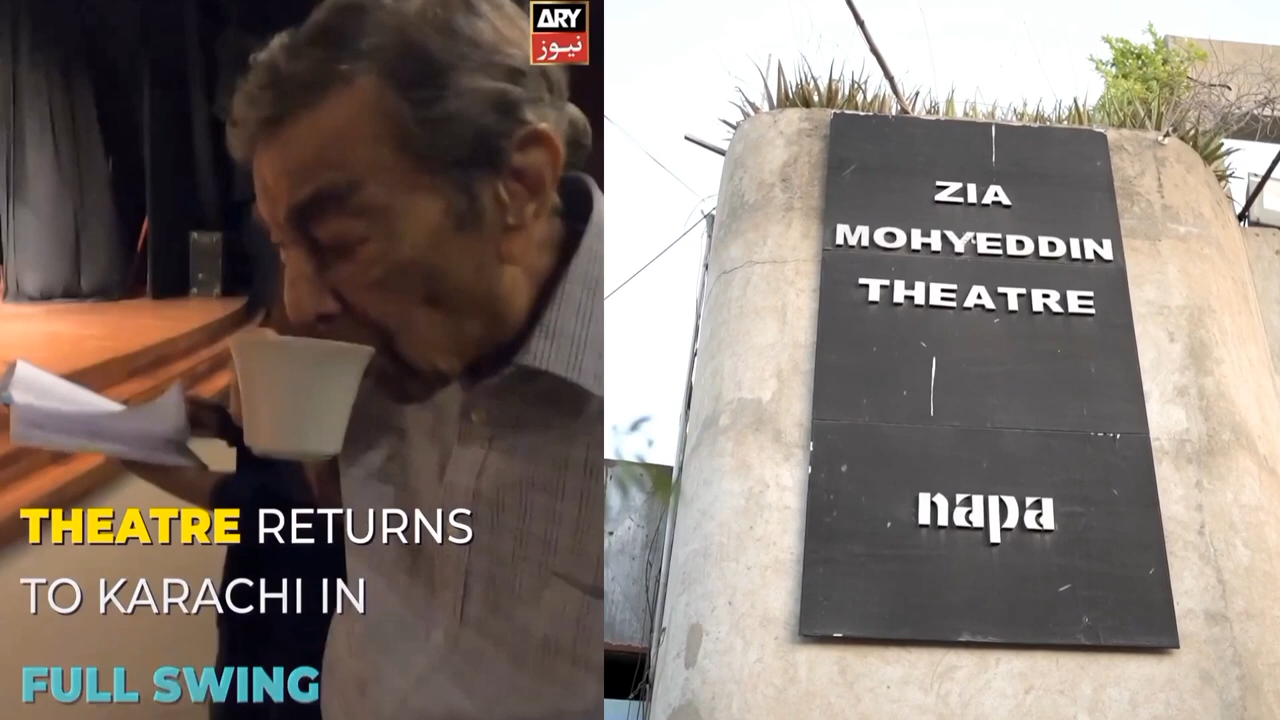 ARY
نیوز
THEATRE RETURNS
TO KARACHI IN
FULL SWING
ZIA
MOHYEDDIN
THEATRE
napa